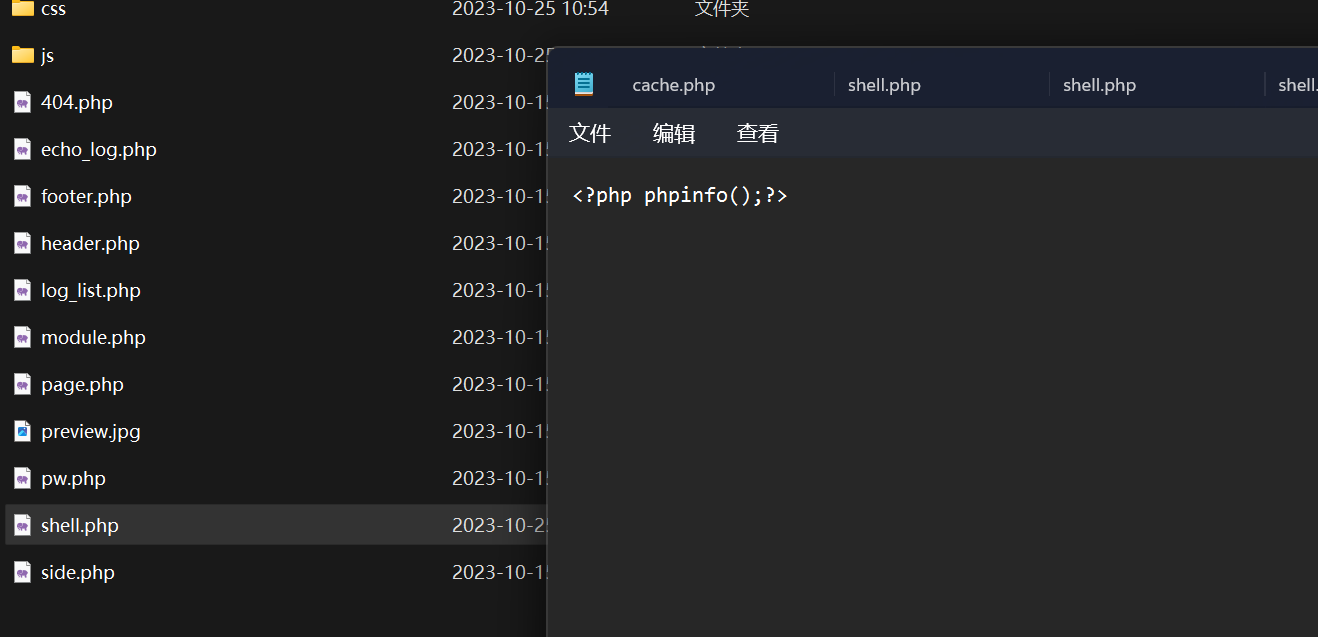 css 2023-10-25 10:54 文件夹
js 2023-10-25
404.php 2023-10-15
echo_log.php 2023-10-15
footer.php 2023-10-15
header.php 2023-10-15
log_list.php 2023-10-15
module.php 2023-10-15
page.php 2023-10-15
preview.jpg 2023-10-15
pw.php 2023-10-15
shell.php 2023-10-25
side.php 2023-10-15
cache.php shell.php shell.php shell.
文件 编辑 查看
<?php phpinfo();?>